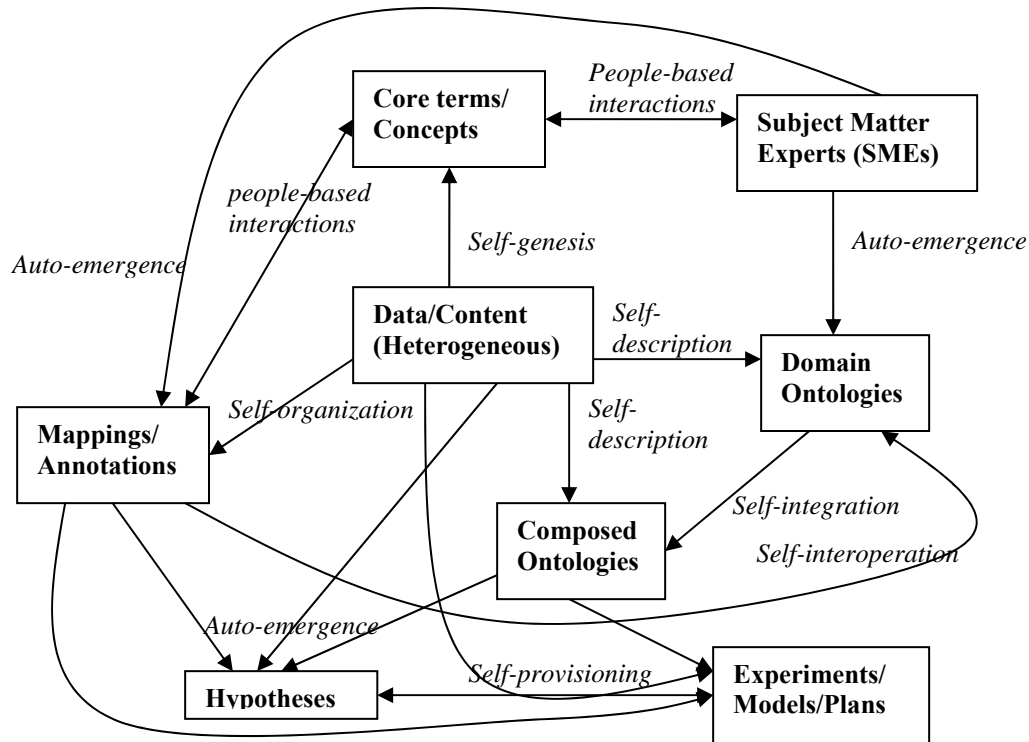 People-based
interactions
Core terms/
Concepts
Subject Matter
Experts (SMEs)
people-based
interactions
Self-genesis
Auto-emergence
Auto-emergence
Data/Content
(Heterogeneous)
Self-
description
Domain
Ontologies
Self-organization
Self-
description
Mappings/
Annotations
Self-integration
Composed
Ontologies
Self-interoperation
Auto-emergence
Self-provisioning
Experiments/
Models/Plans
Hypotheses